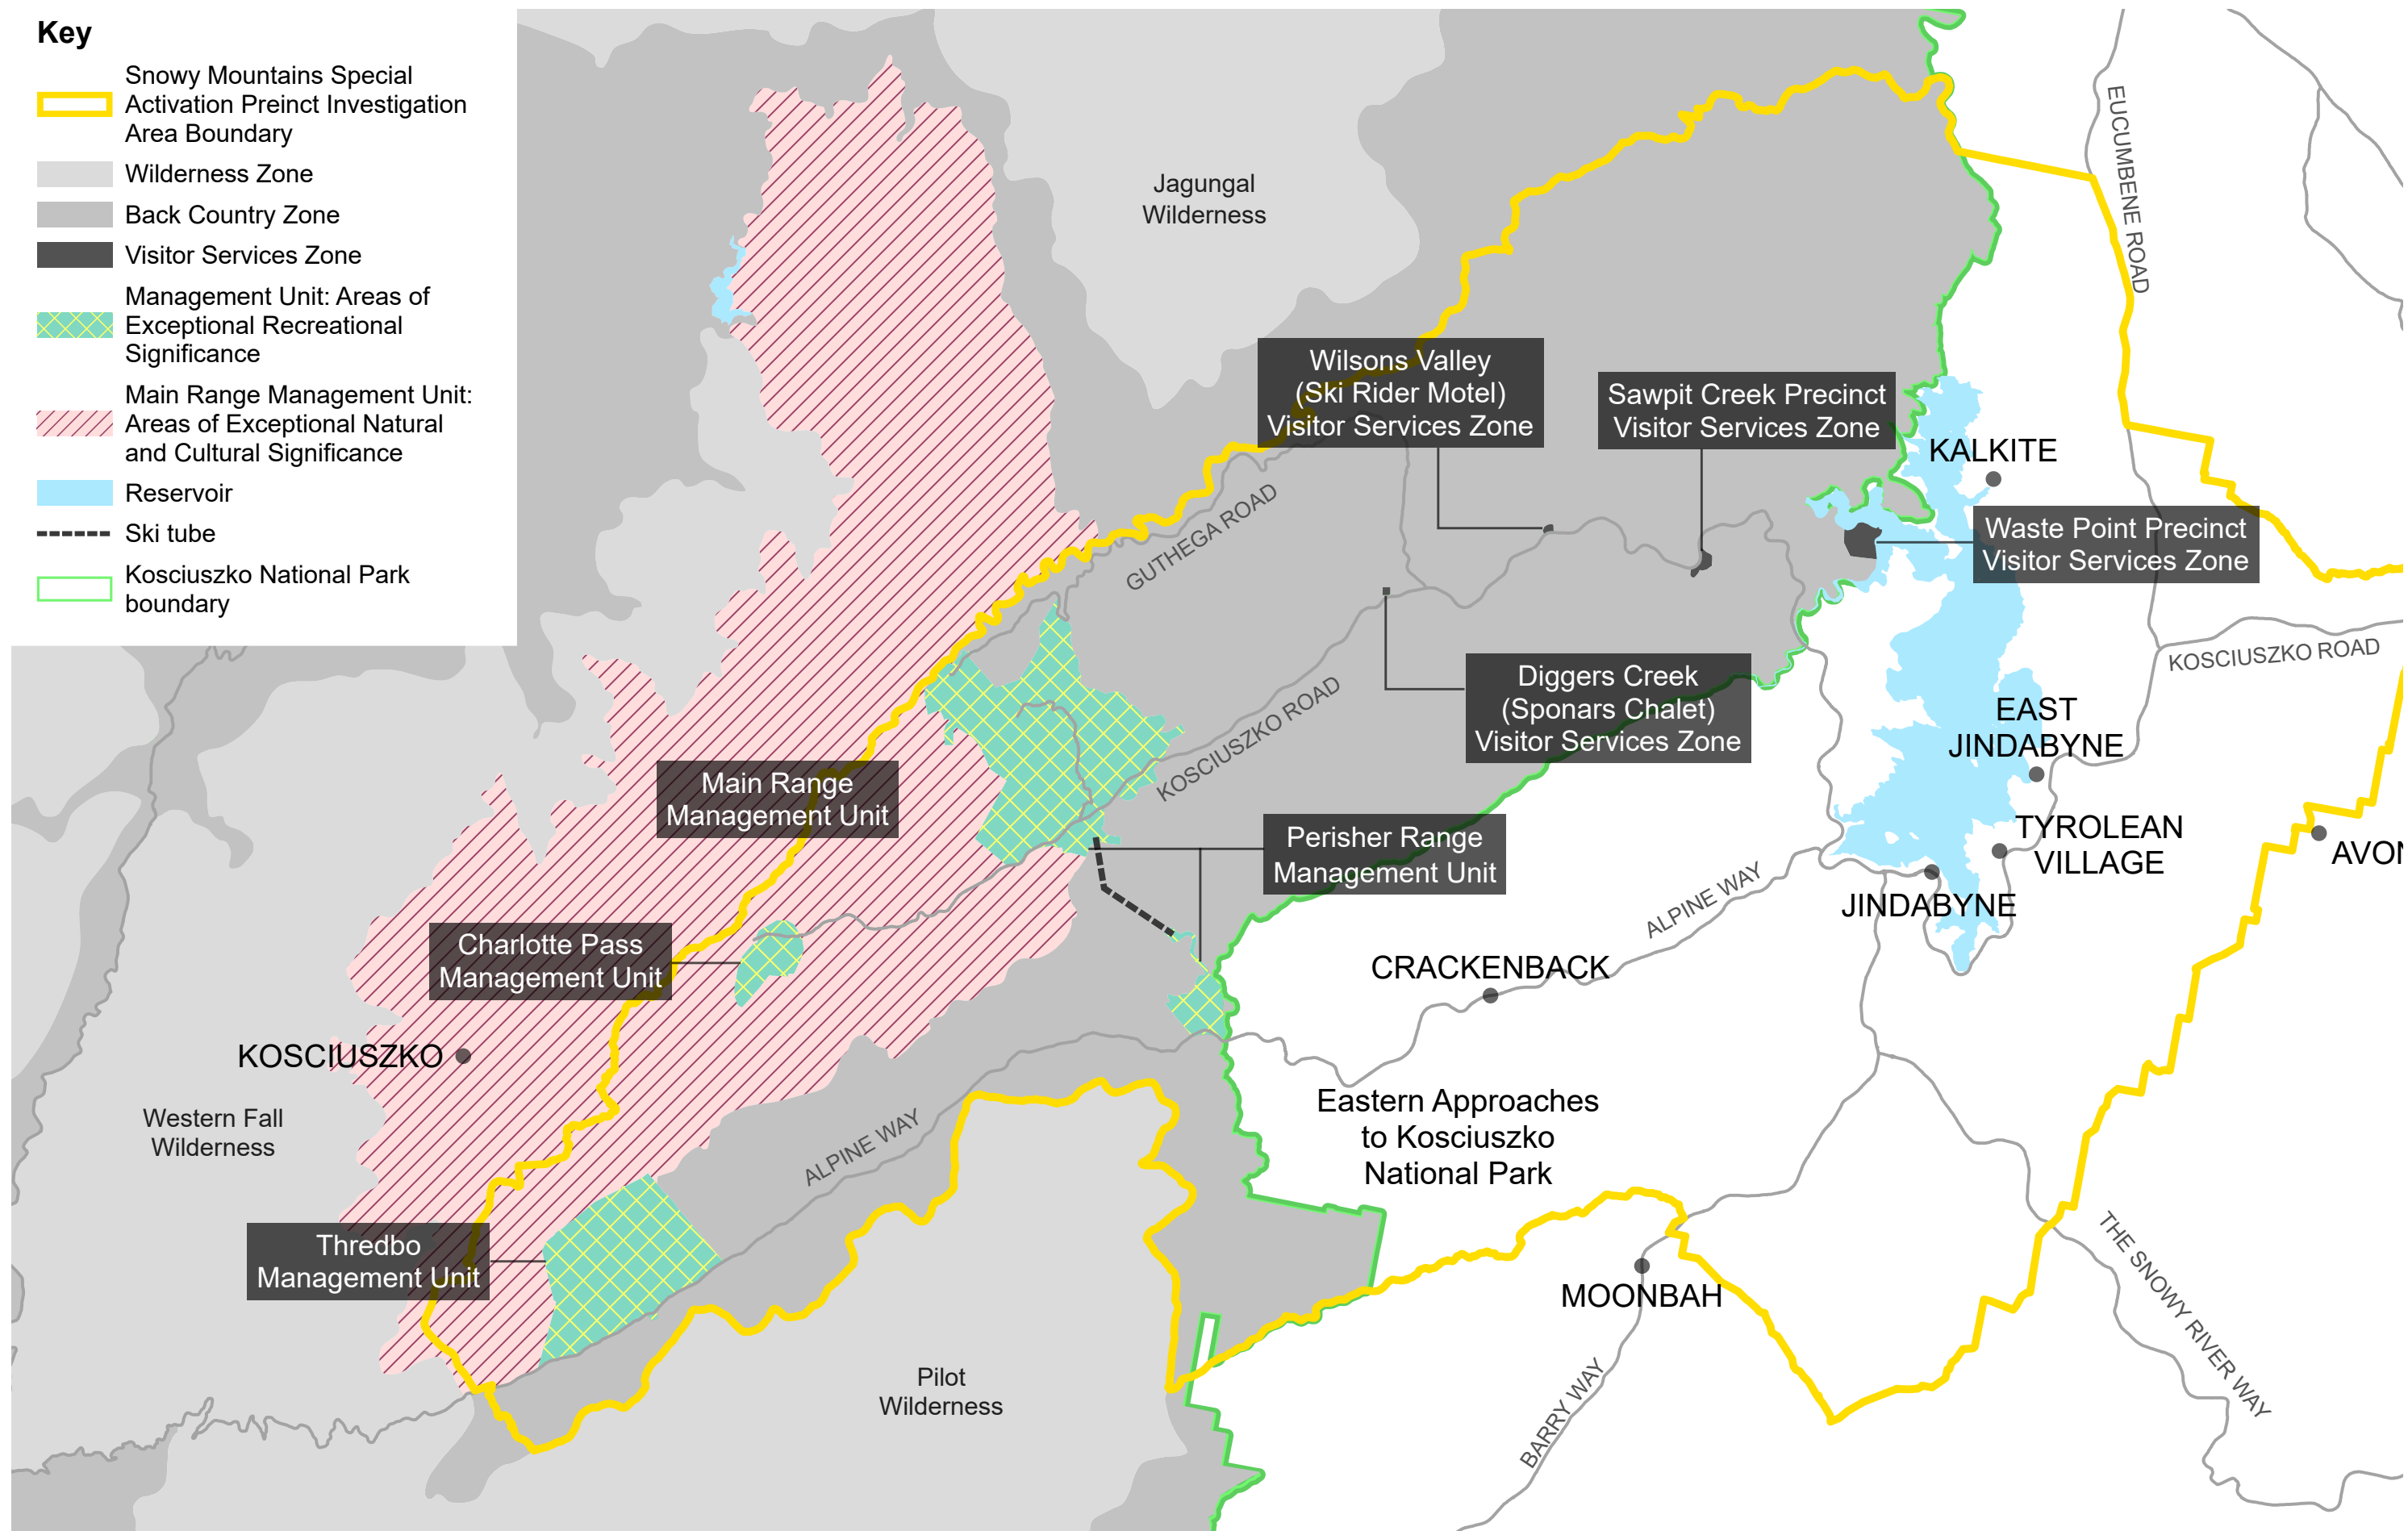 Key
Snowy Mountains Special
Activation Preinct Investigation
Area Boundary
Wilderness Zone
Back Country Zone
Visitor Services Zone
Management Unit: Areas of
Exceptional Recreational
Significance
Main Range Management Unit:
Areas of Exceptional Natural
and Cultural Significance
Reservoir
Ski tube
Kosciuszko National Park
boundary
Jagungal
Wilderness
EUCUMBENE ROAD
Wilsons Valley
(Ski Rider Motel)
Visitor Services Zone
Sawpit Creek Precinct
Visitor Services Zone
KALKITE
GUTHEGA ROAD
Waste Point Precinct
Visitor Services Zone
KOSCIUSZKO ROAD
Diggers Creek
(Sponars Chalet)
Visitor Services Zone
KOSCIUSZKO ROAD
EAST
JINDABYNE
Main Range
Management Unit
Perisher Range
Management Unit
TYROLEAN
VILLAGE
AVON
JINDABYNE
ALPINE WAY
Charlotte Pass
Management Unit
CRACKENBACK
KOSCIUSZKO
Western Fall
Wilderness
ALPINE WAY
Eastern Approaches
to Kosciuszko
National Park
Thredbo
Management Unit
MOONBAH
THE SNOWY RIVER WAY
Pilot
Wilderness
BARRY WAY